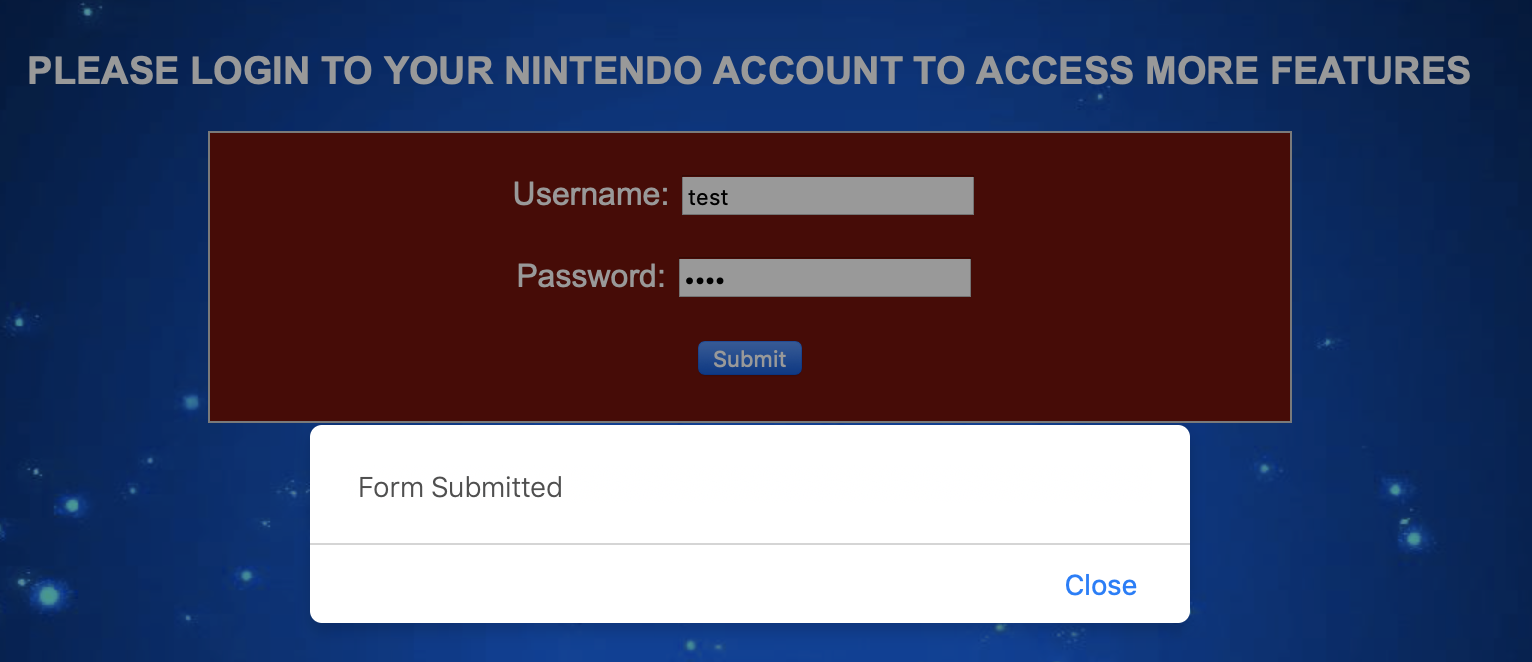 PLEASE LOGIN TO YOUR NINTENDO ACCOUNT TO ACCESS MORE FEATURES
Username: test
Password: ••••
Submit
Form Submitted
Close